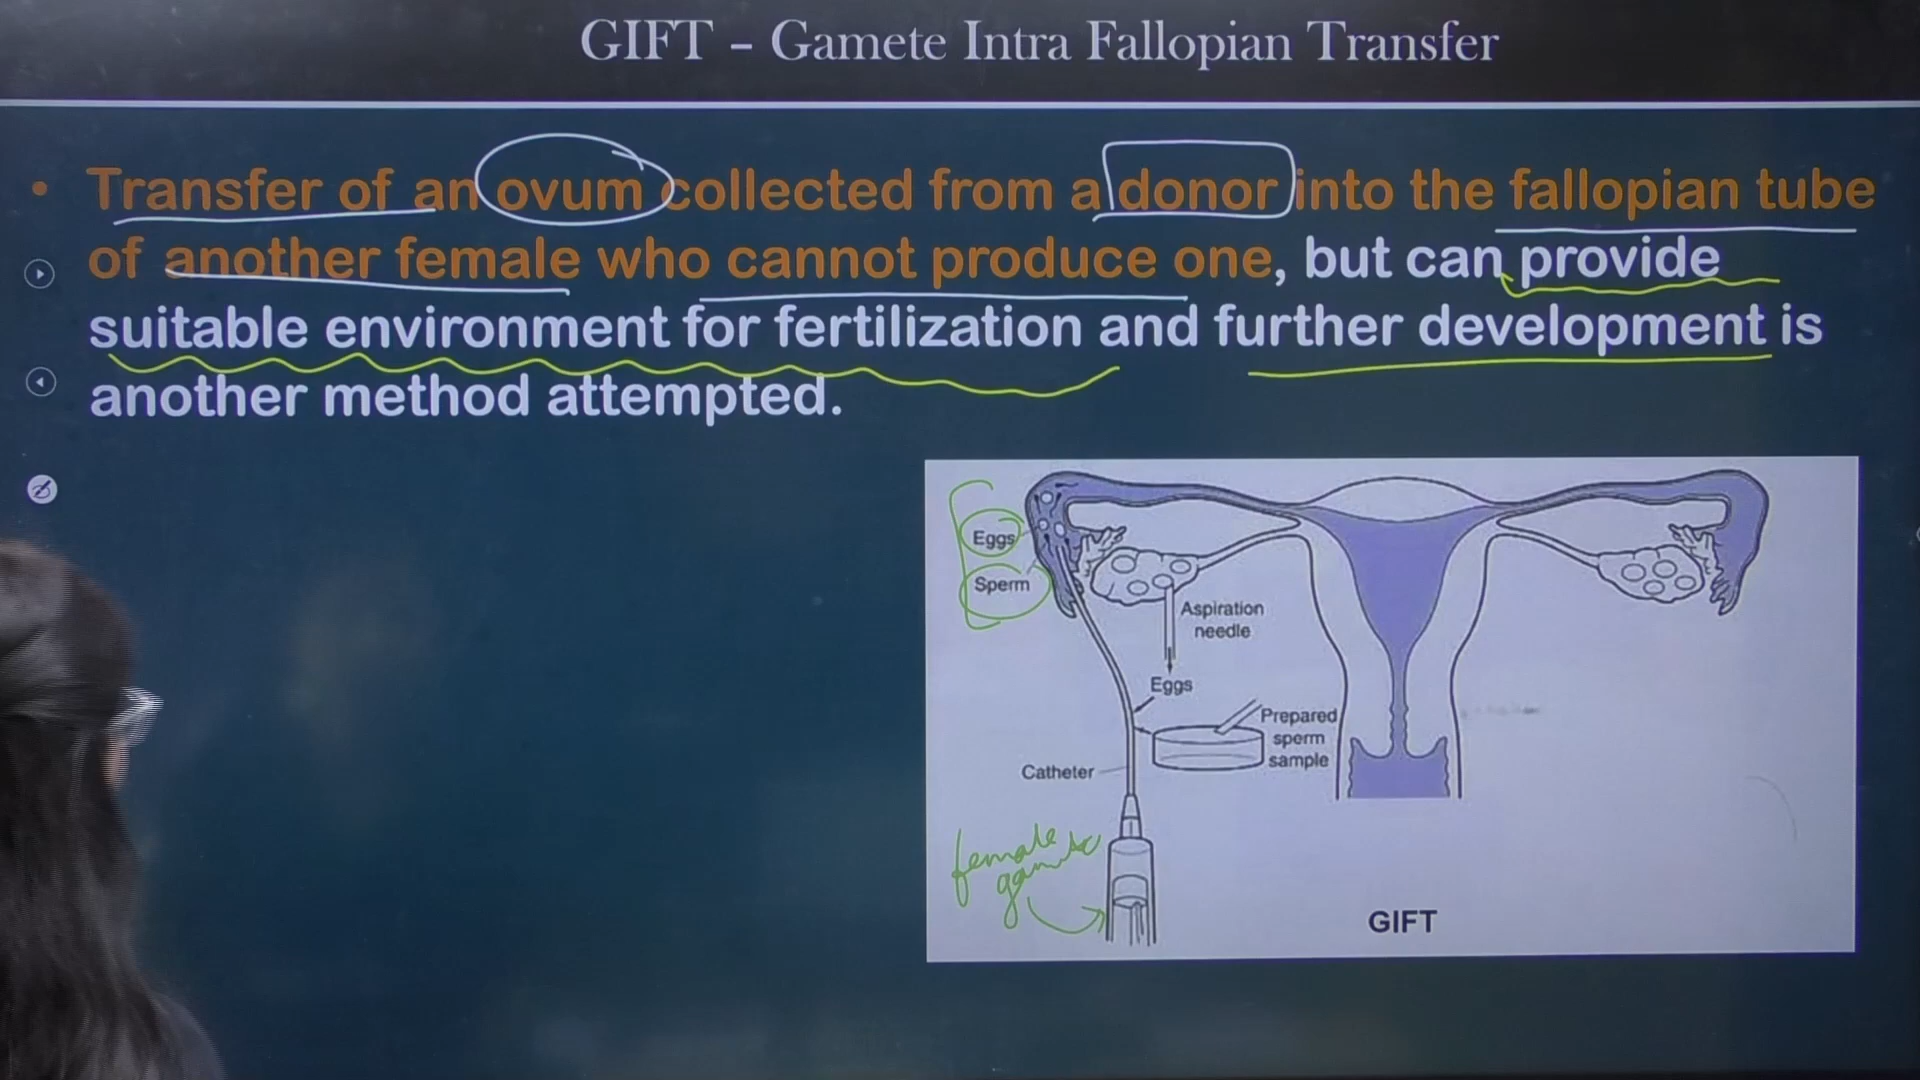 GIFT – Gamete Intra Fallopian Transfer
• Transfer of an ovum collected from a donor into the fallopian tube
of another female who cannot produce one, but can provide
suitable environment for fertilization and further development is
another method attempted.
Eggs
Sperm
Aspiration
needle
Eggs
Prepared
sperm
sample
Catheter
female
GIFT